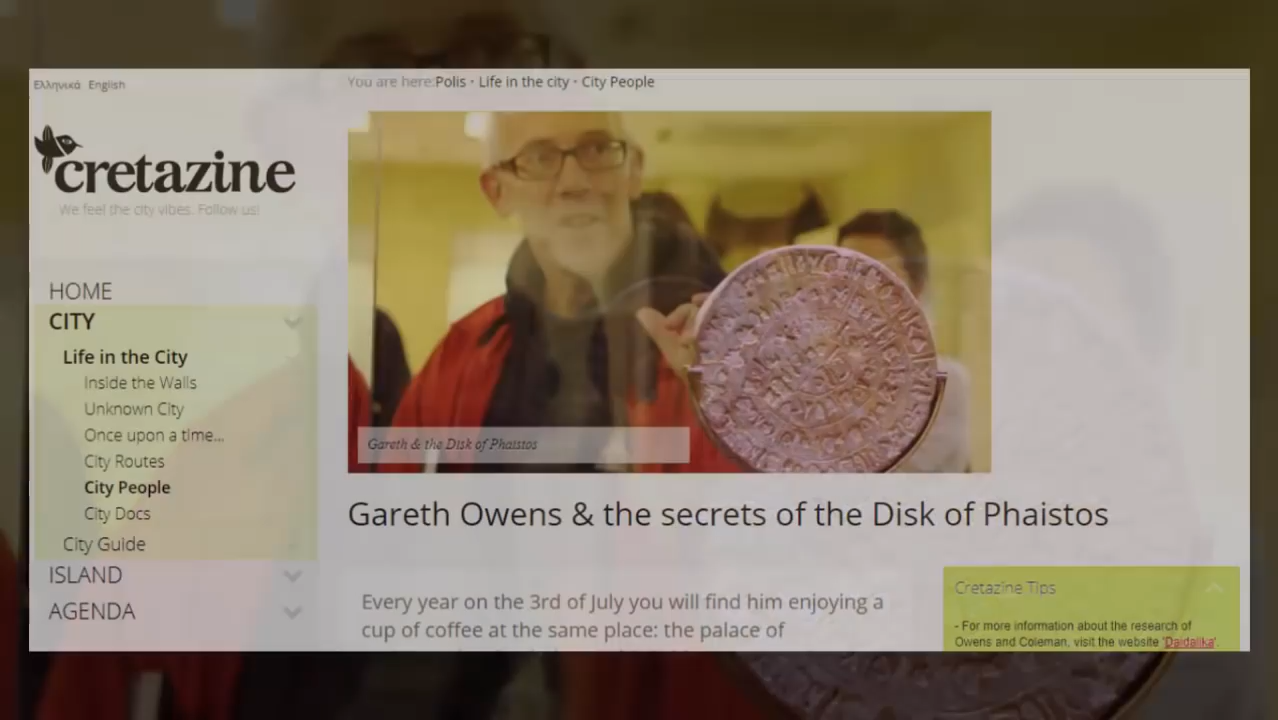 Ελληνικά English
You are here: Polis · Life in the city · City People
cretazine
We feel the city vibes. Follow us!
HOME
CITY
Life in the City
Inside the Walls
Unknown City
Once upon a time...
City Routes
City People
City Docs
City Guide
ISLAND
AGENDA
Gareth & the Disk of Phaistos
Gareth Owens & the secrets of the Disk of Phaistos
Every year on the 3rd of July you will find him enjoying a
cup of coffee at the same place: the palace of
Cretazine Tips
- For more information about the research of
Owens and Coleman, visit the website 'Daidalika'.